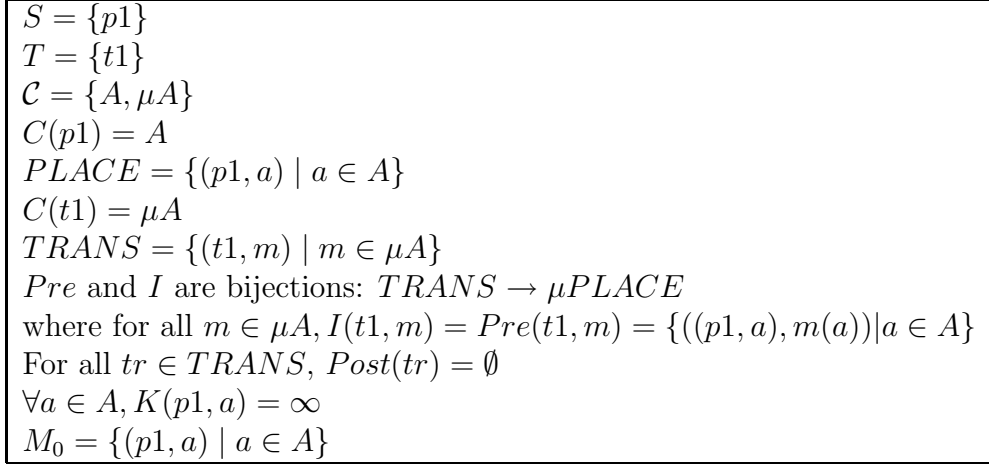 S = {p1}
T = {t1}
𝒞 = {A, μA}
C(p1) = A
PLACE = {(p1, a) | a ∈ A}
C(t1) = μA
TRANS = {(t1, m) | m ∈ μA}
Pre and I are bijections: TRANS → μPLACE
where for all m ∈ μA, I(t1, m) = Pre(t1, m) = {((p1, a), m(a))|a ∈ A}
For all tr ∈ TRANS, Post(tr) = ∅
∀a ∈ A, K(p1, a) = ∞
M₀ = {(p1, a) | a ∈ A}